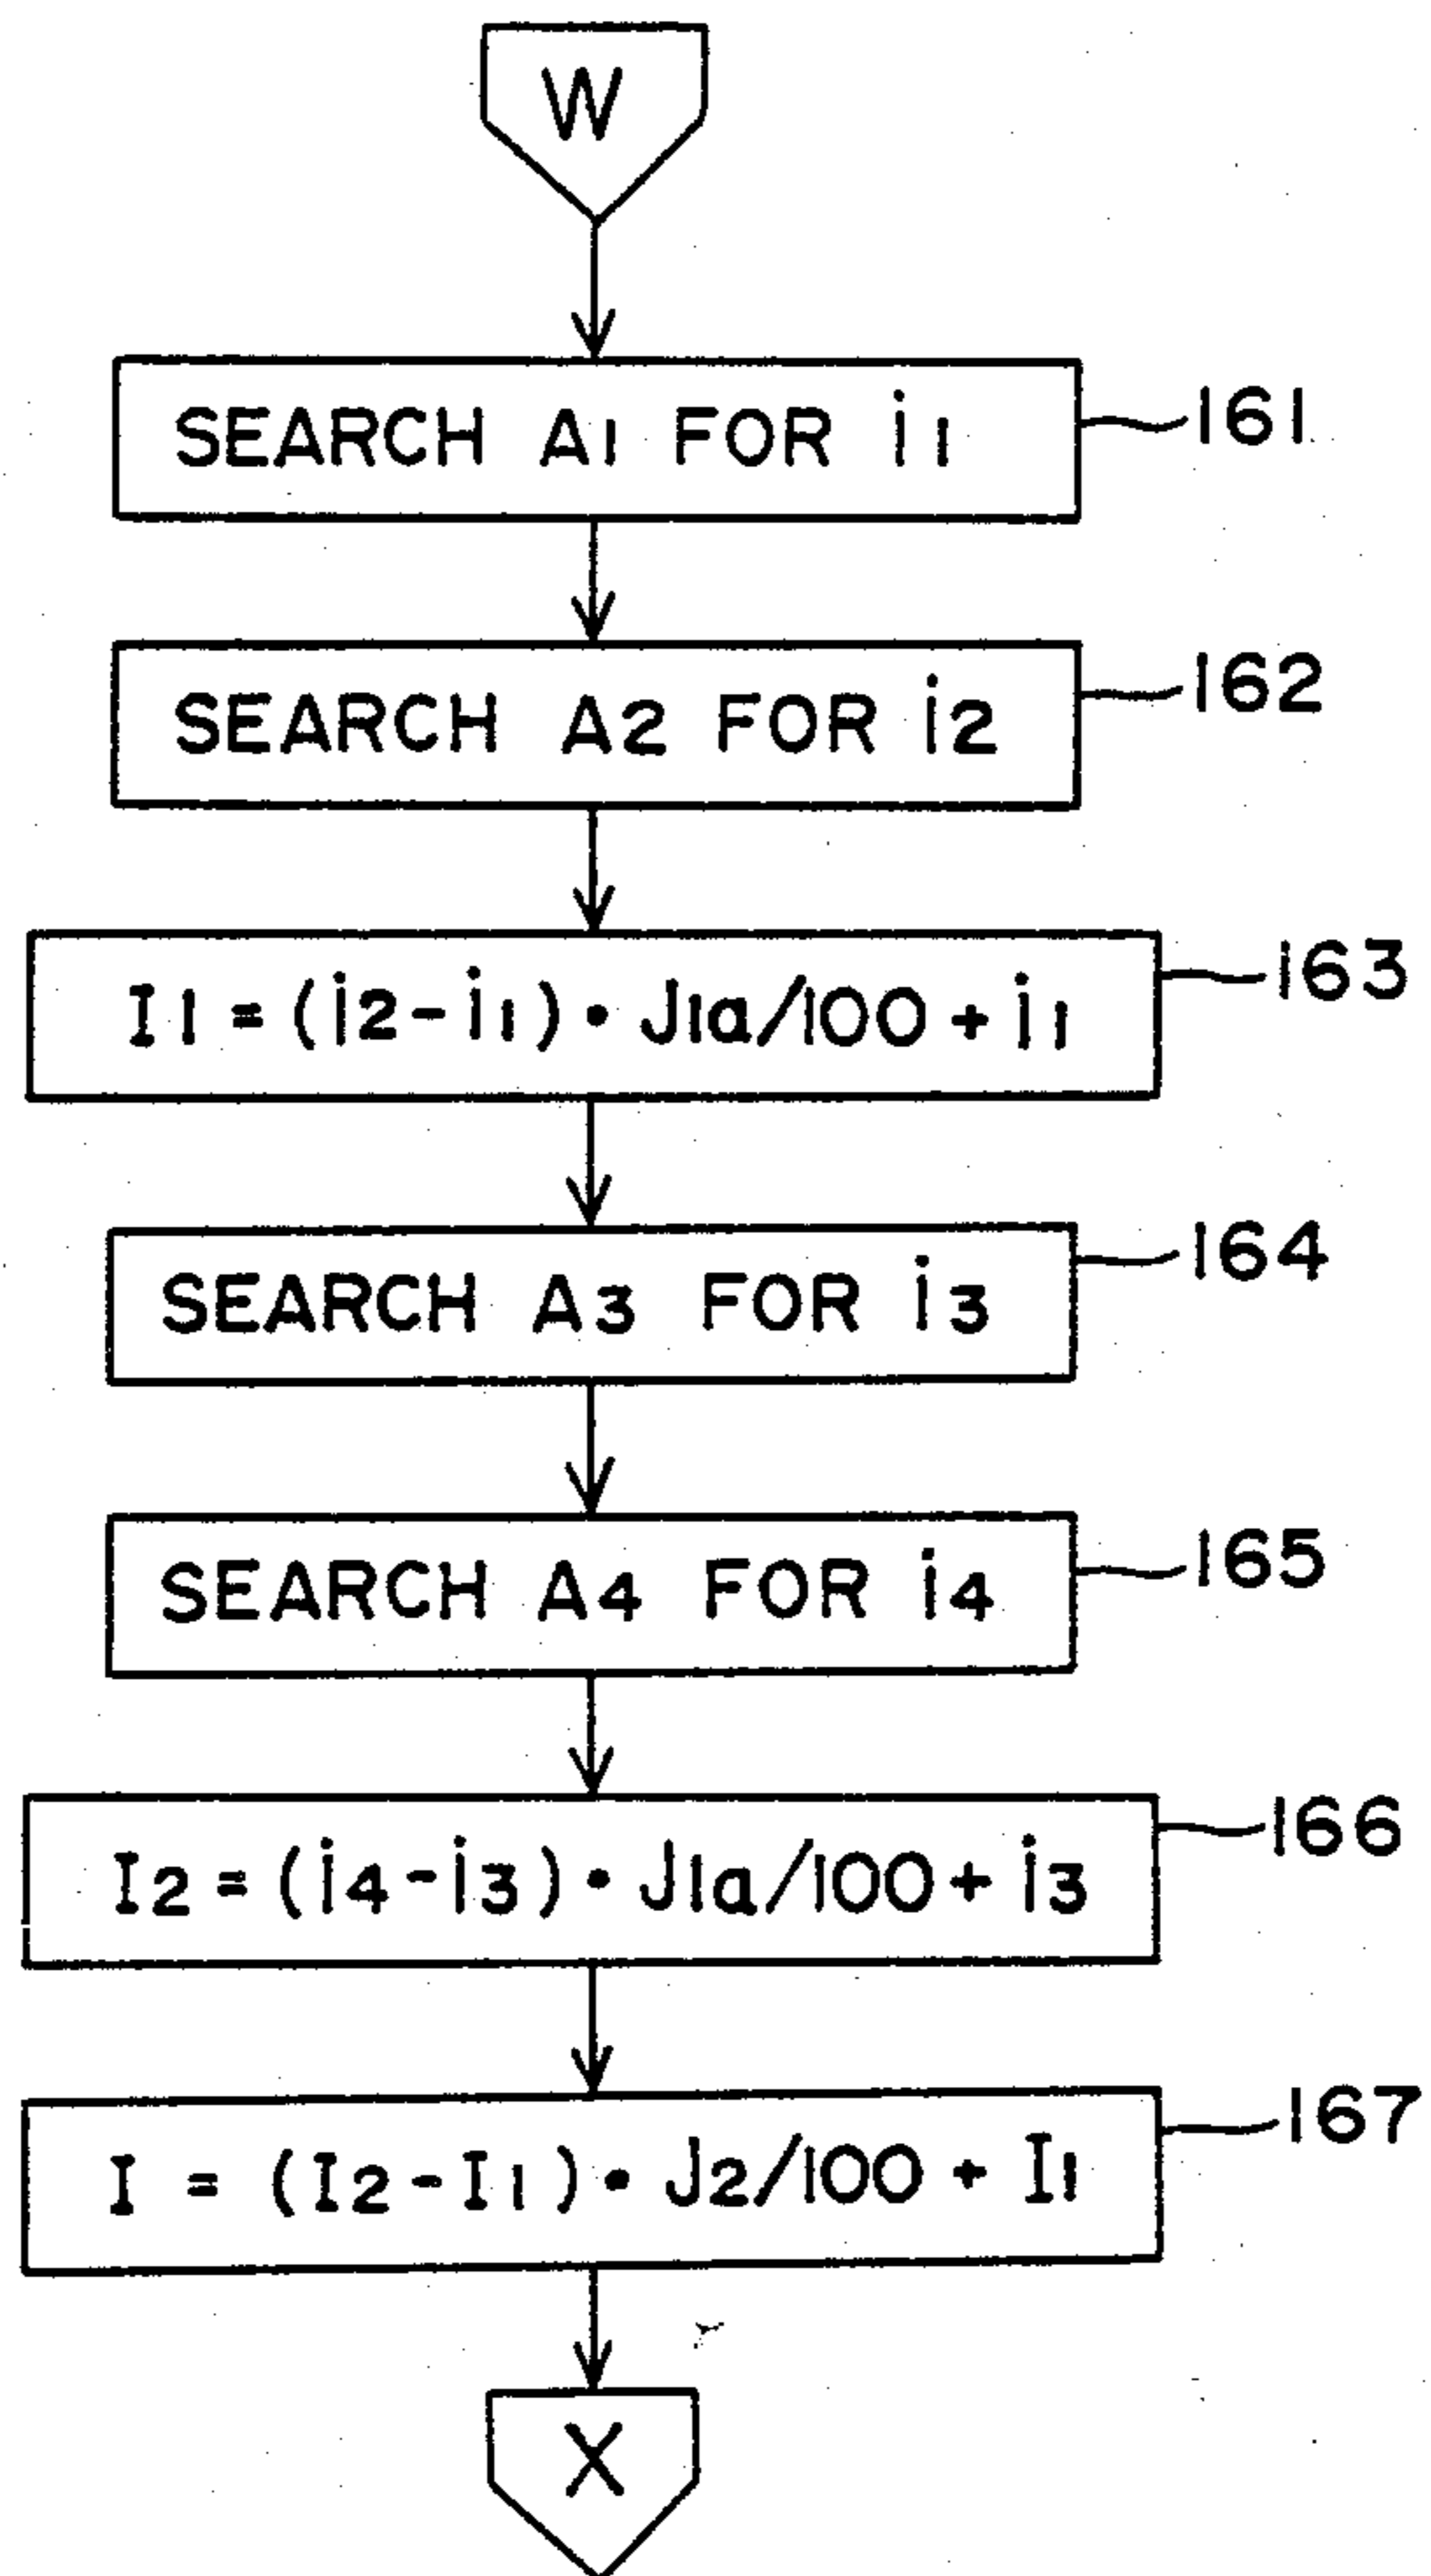 W
SEARCH A1 FOR i1
161
SEARCH A2 FOR i2
162
I1 = (i2-i1)•J1a/100+i1
163
SEARCH A3 FOR i3
164
SEARCH A4 FOR i4
165
I2 = (i4-i3)•J1a/100+i3
166
I = (I2-I1)•J2/100+I1
167
X